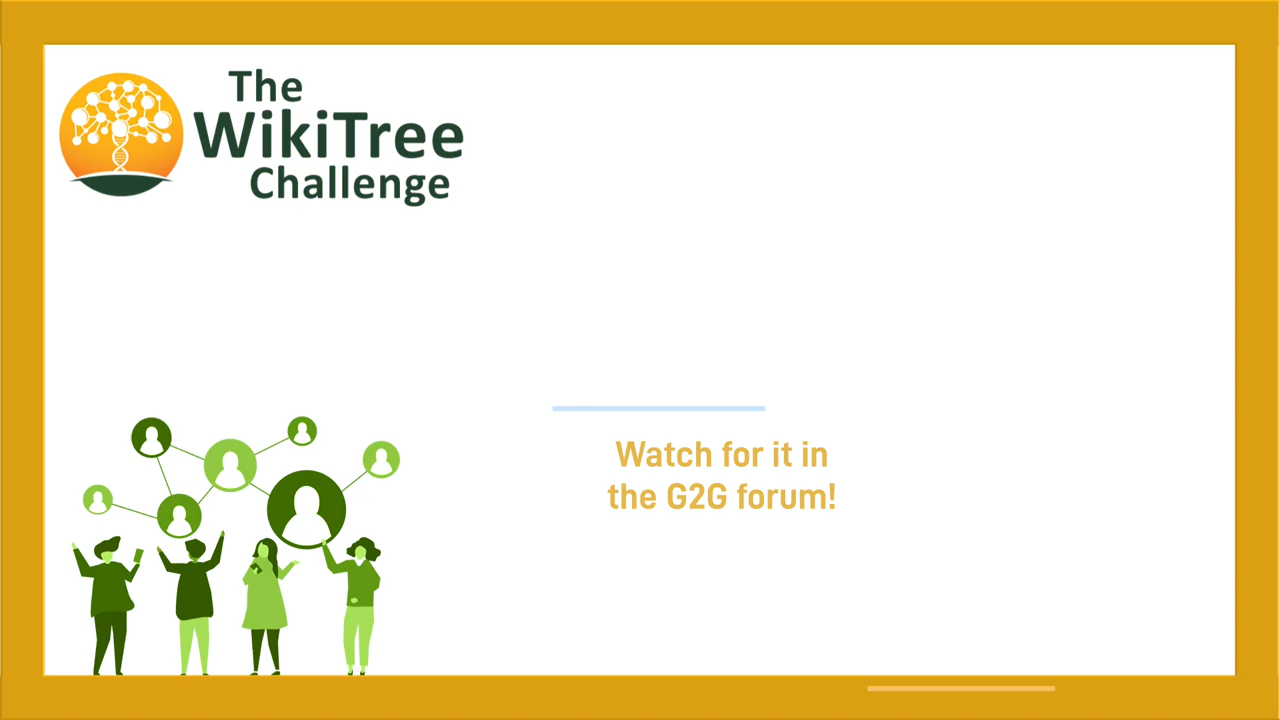 The
WikiTree
Challenge
Watch for it in
the G2G forum!